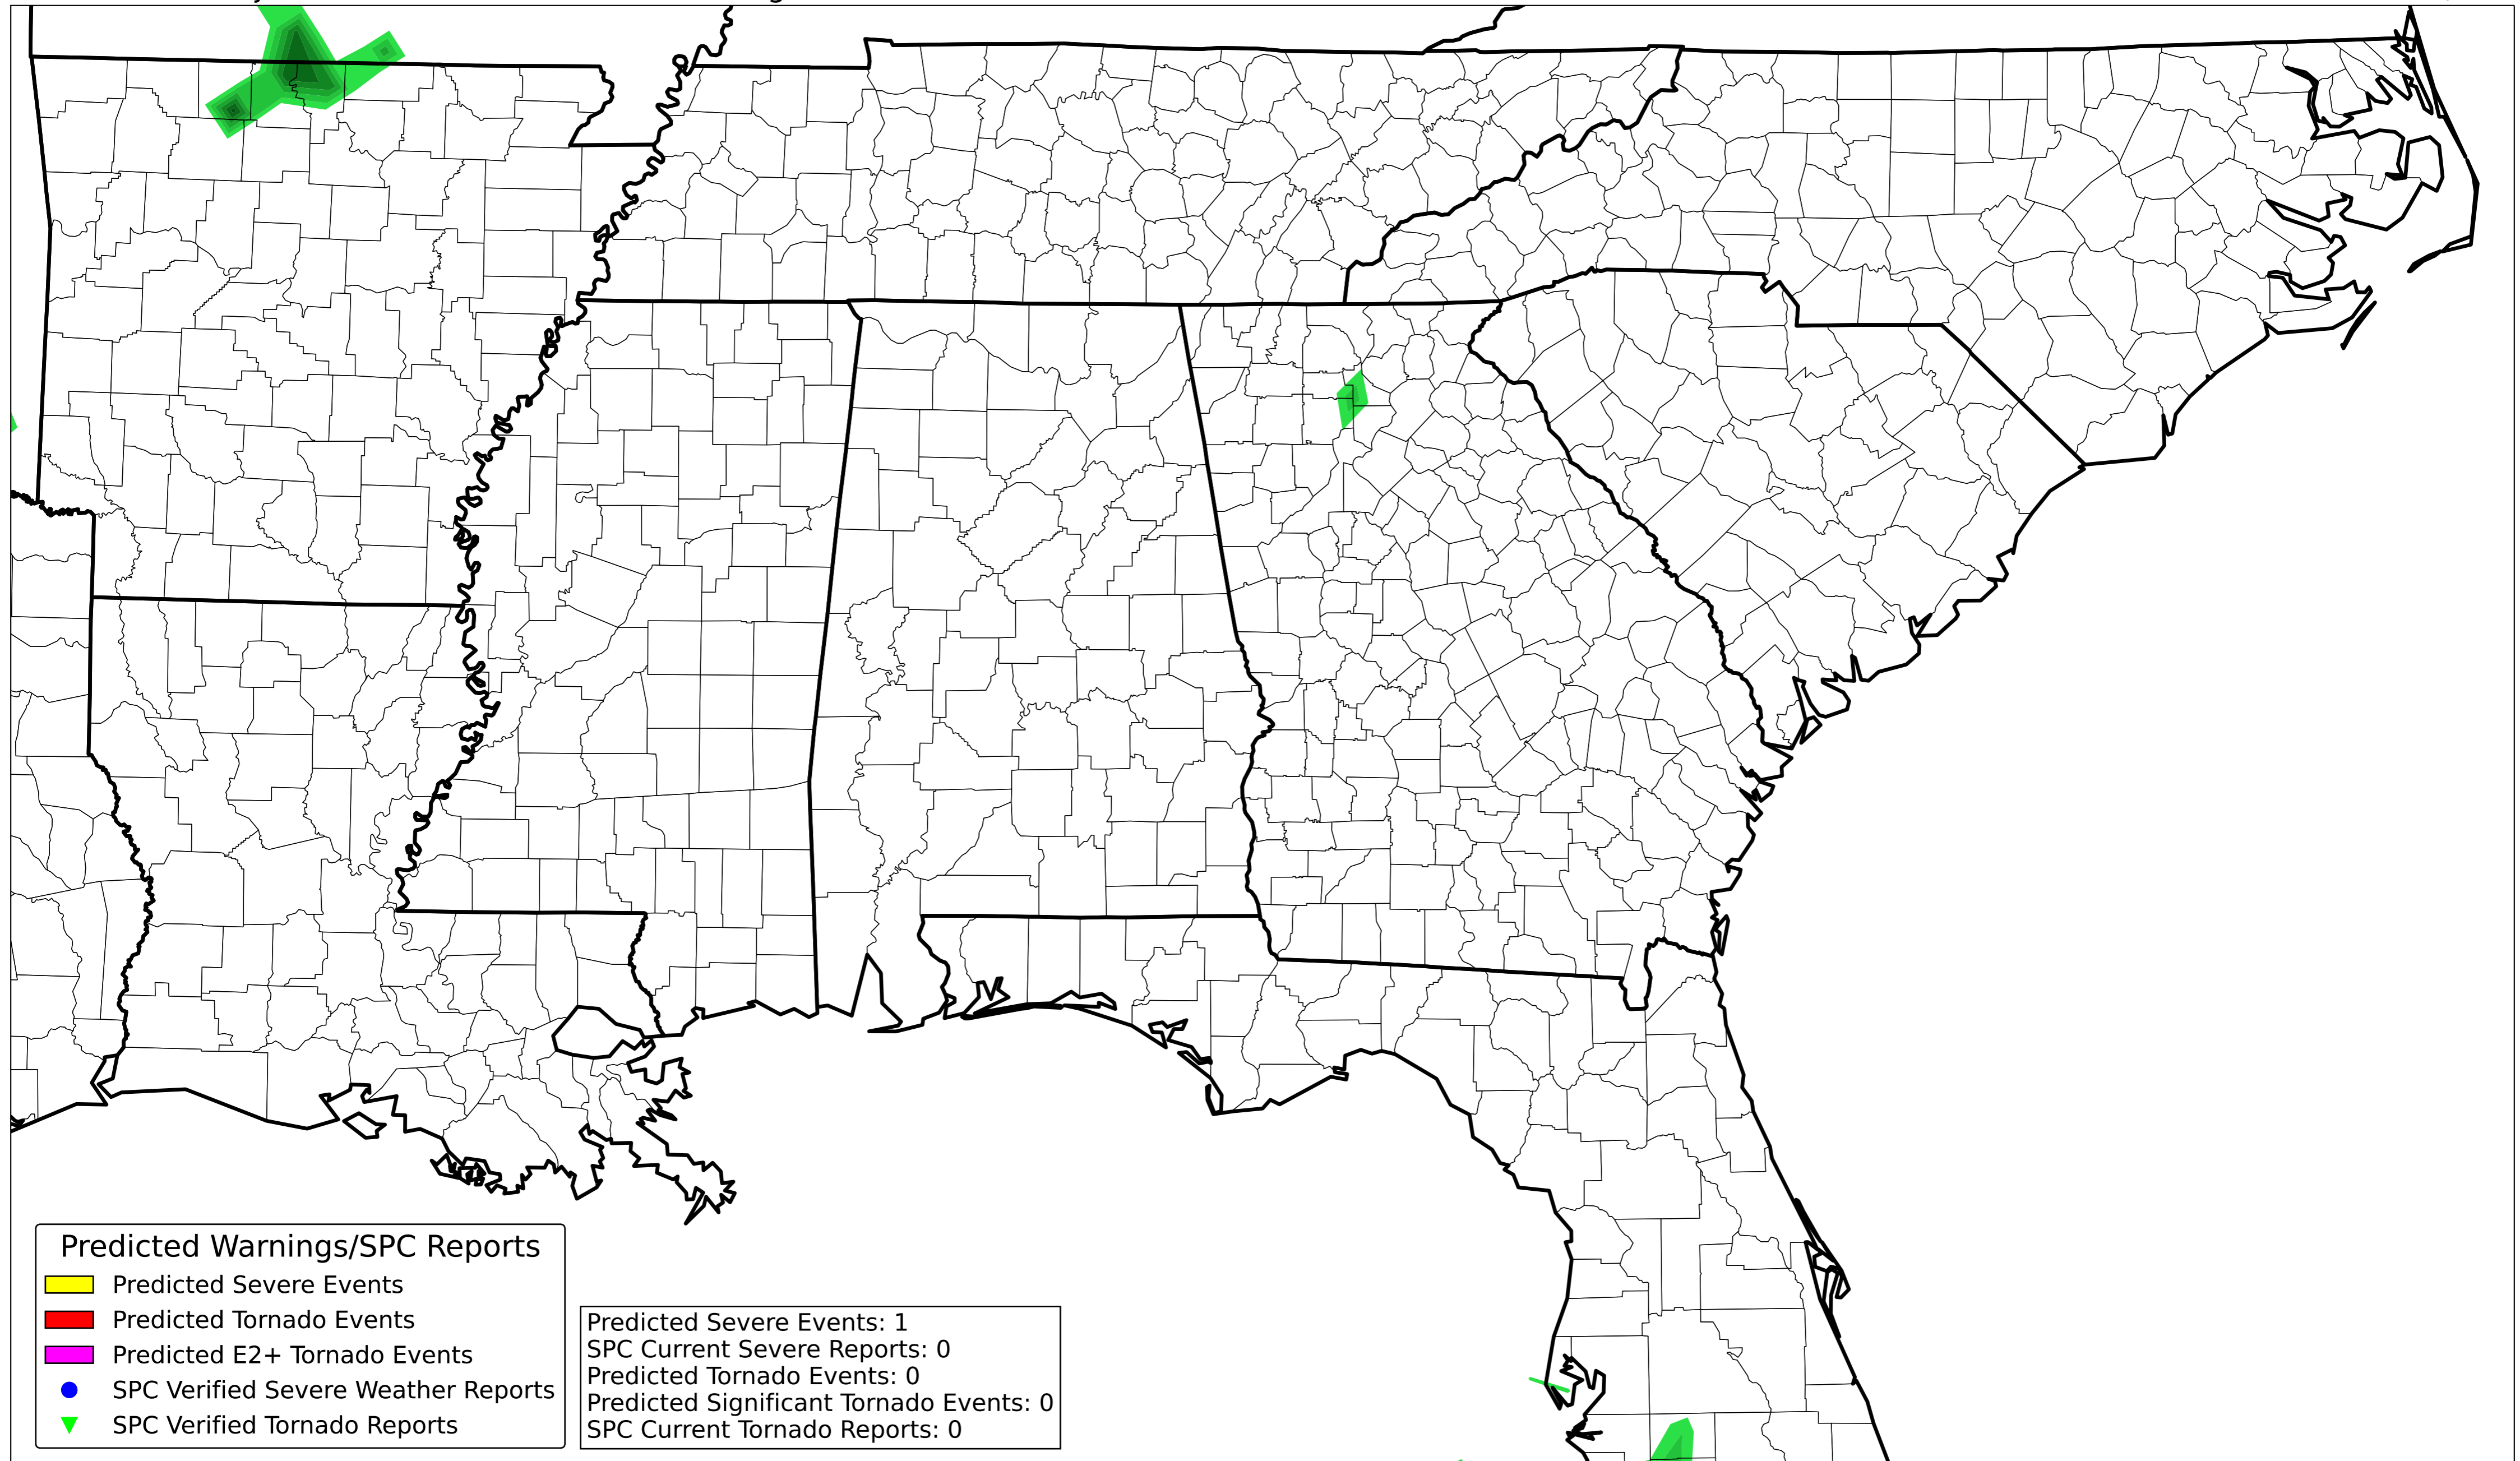 Predicted Warnings/SPC Reports
Predicted Severe Events
Predicted Tornado Events
Predicted E2+ Tornado Events
SPC Verified Severe Weather Reports
SPC Verified Tornado Reports
Predicted Severe Events: 1
SPC Current Severe Reports: 0
Predicted Tornado Events: 0
Predicted Significant Tornado Events: 0
SPC Current Tornado Reports: 0